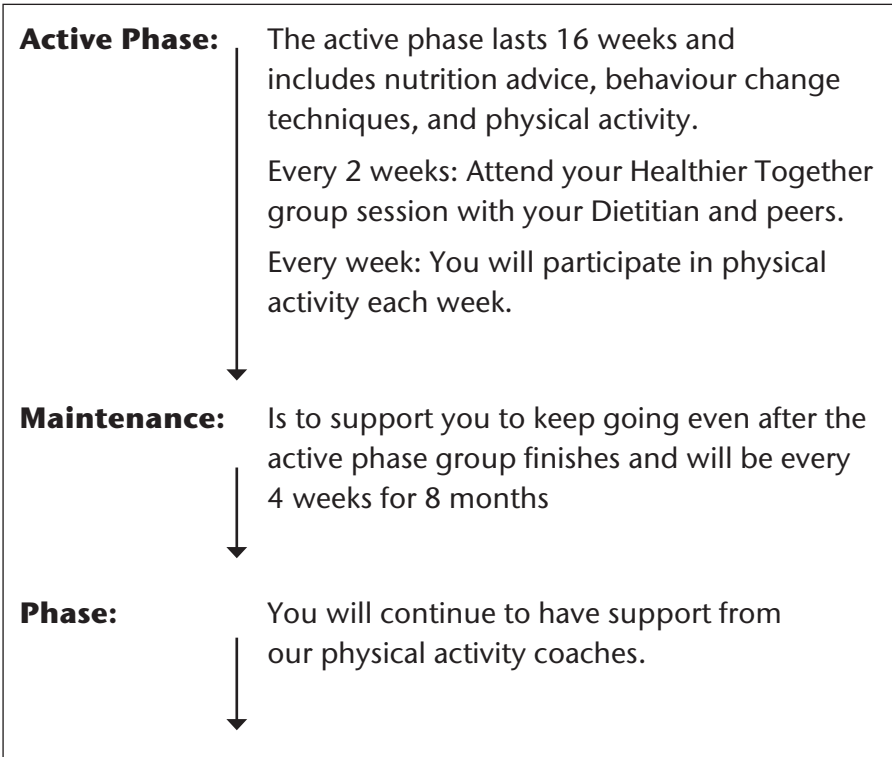 Active Phase: The active phase lasts 16 weeks and
includes nutrition advice, behaviour change
techniques, and physical activity.
Every 2 weeks: Attend your Healthier Together
group session with your Dietitian and peers.
Every week: You will participate in physical
activity each week.
Maintenance: Is to support you to keep going even after the
active phase group finishes and will be every
4 weeks for 8 months
Phase: You will continue to have support from
our physical activity coaches.